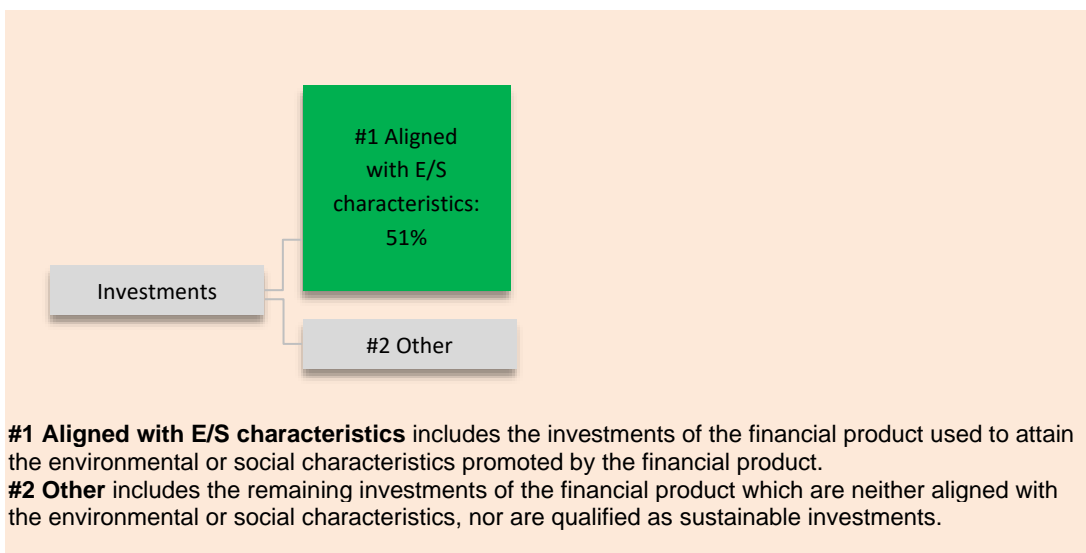 #1 Aligned
with E/S
characteristics:
51%
Investments
#2 Other
#1 Aligned with E/S characteristics includes the investments of the financial product used to attain
the environmental or social characteristics promoted by the financial product.
#2 Other includes the remaining investments of the financial product which are neither aligned with
the environmental or social characteristics, nor are qualified as sustainable investments.